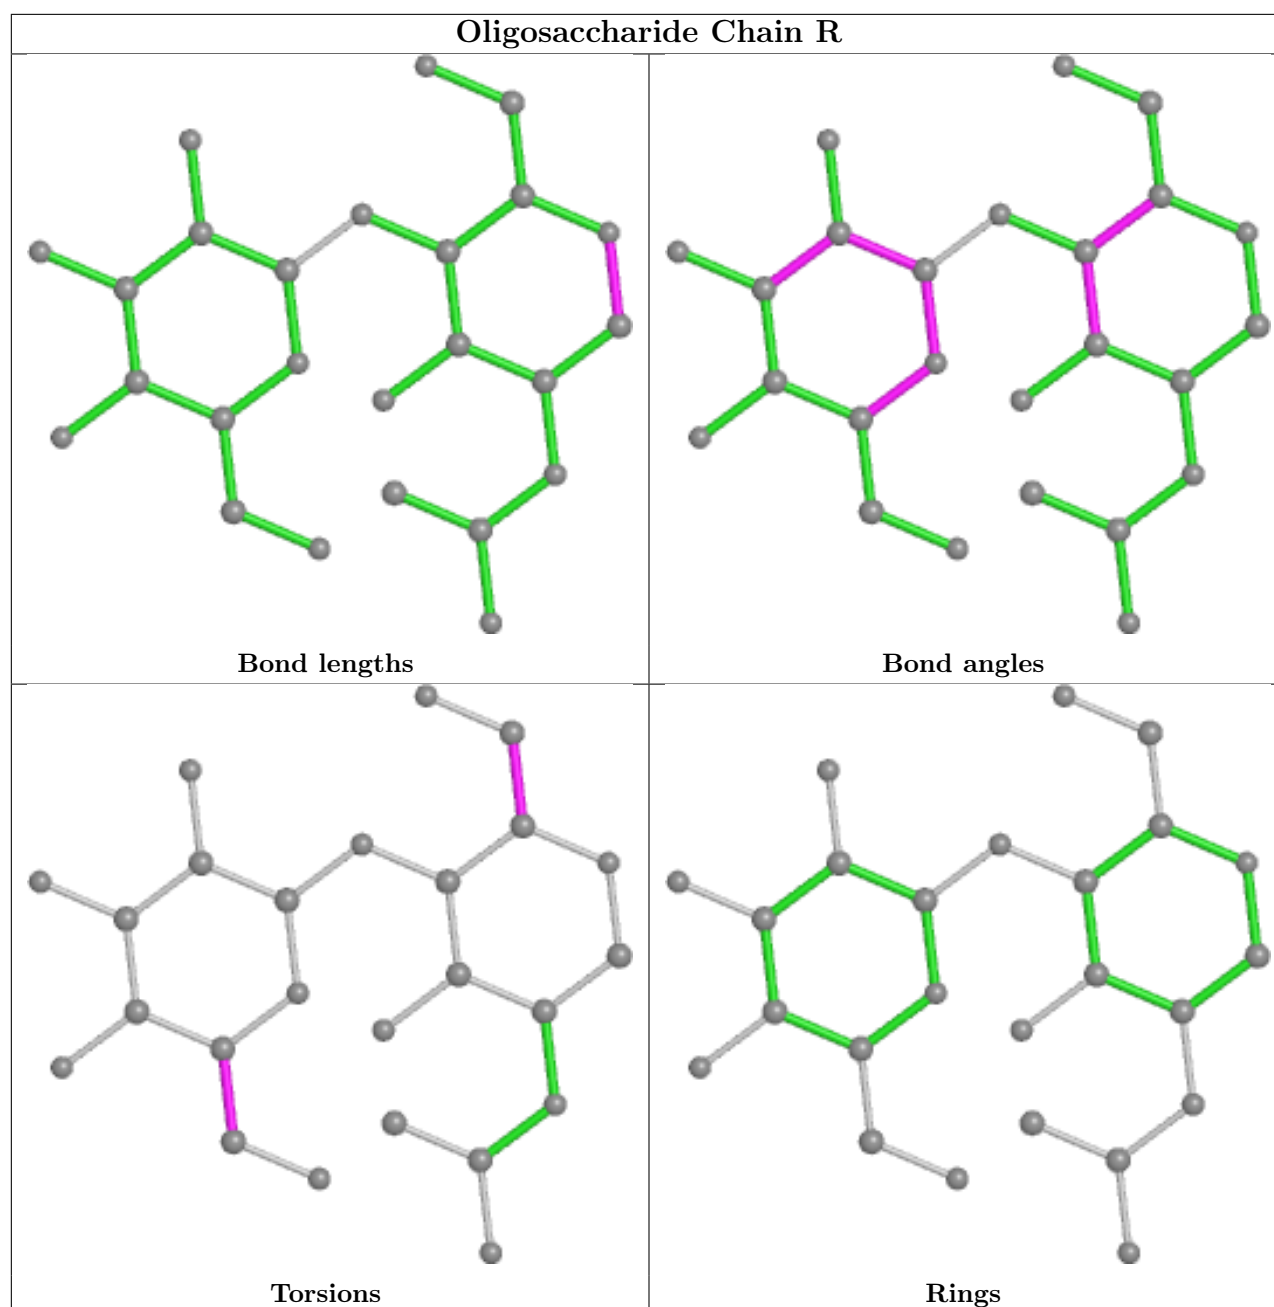 Oligosaccharide Chain R
Bond lengths
Bond angles
Torsions
Rings